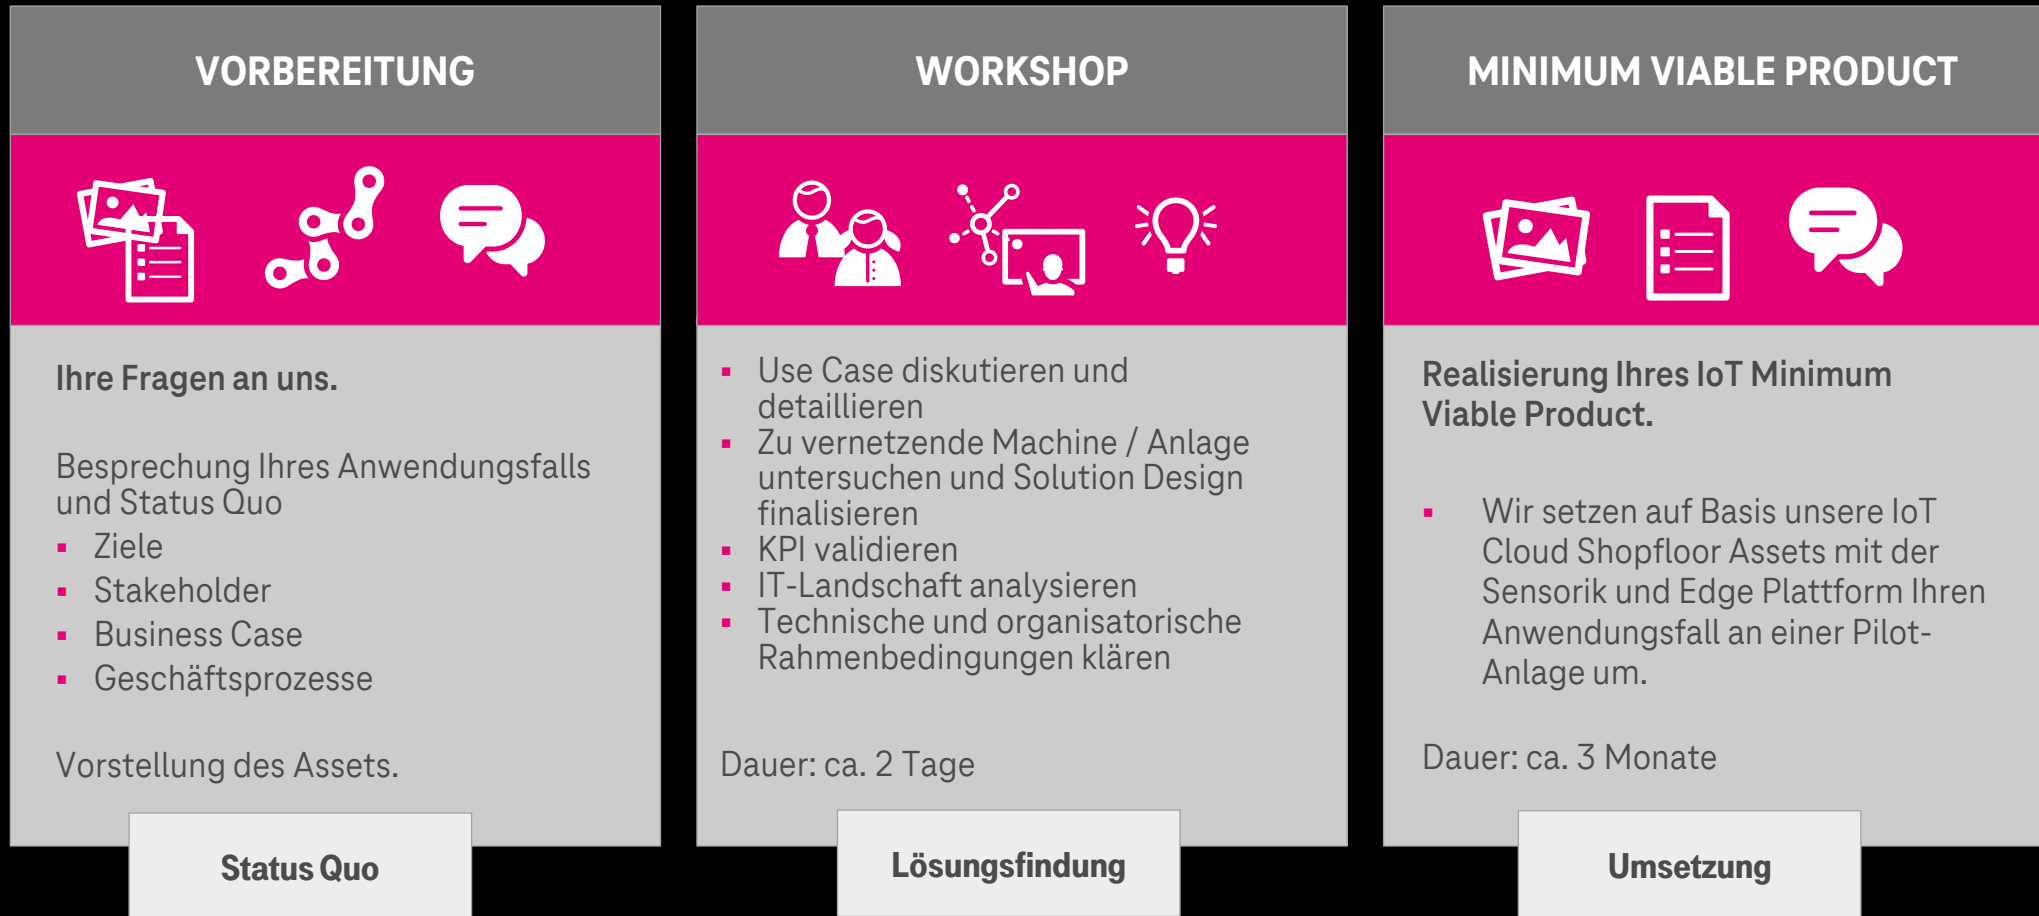 VORBEREITUNG
Ihre Fragen an uns.
Besprechung Ihres Anwendungsfalls
und Status Quo
▪ Ziele
▪ Stakeholder
▪ Business Case
▪ Geschäftsprozesse
Vorstellung des Assets.
Status Quo
WORKSHOP
▪ Use Case diskutieren und
detaillieren
▪ Zu vernetzende Machine / Anlage
untersuchen und Solution Design
finalisieren
▪ KPI validieren
▪ IT-Landschaft analysieren
▪ Technische und organisatorische
Rahmenbedingungen klären
Dauer: ca. 2 Tage
Lösungsfindung
MINIMUM VIABLE PRODUCT
Realisierung Ihres IoT Minimum
Viable Product.
▪ Wir setzen auf Basis unsere IoT
Cloud Shopfloor Assets mit der
Sensorik und Edge Plattform Ihren
Anwendungsfall an einer Pilot-
Anlage um.
Dauer: ca. 3 Monate
Umsetzung